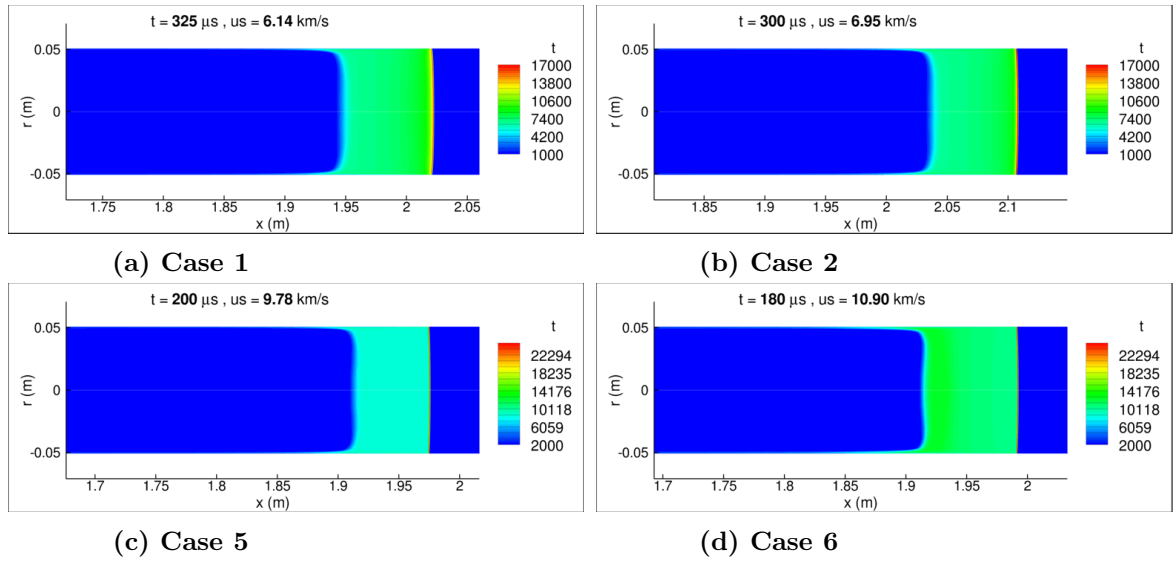 t = 325 μs , us = 6.14 km/s
t
0.05
0
-0.05
r (m)
17000
13800
10600
7400
4200
1000
1.75 1.8 1.85 1.9 1.95 2 2.05
x (m)
(a) Case 1
t = 300 μs , us = 6.95 km/s
t
0.05
0
-0.05
r (m)
17000
13800
10600
7400
4200
1000
1.85 1.9 1.95 2 2.05 2.1
x (m)
(b) Case 2
t = 200 μs , us = 9.78 km/s
t
0.05
0
-0.05
r (m)
22294
18235
14176
10118
6059
2000
1.7 1.75 1.8 1.85 1.9 1.95 2
x (m)
(c) Case 5
t = 180 μs , us = 10.90 km/s
t
0.05
0
-0.05
r (m)
22294
18235
14176
10118
6059
2000
1.7 1.75 1.8 1.85 1.9 1.95 2
x (m)
(d) Case 6